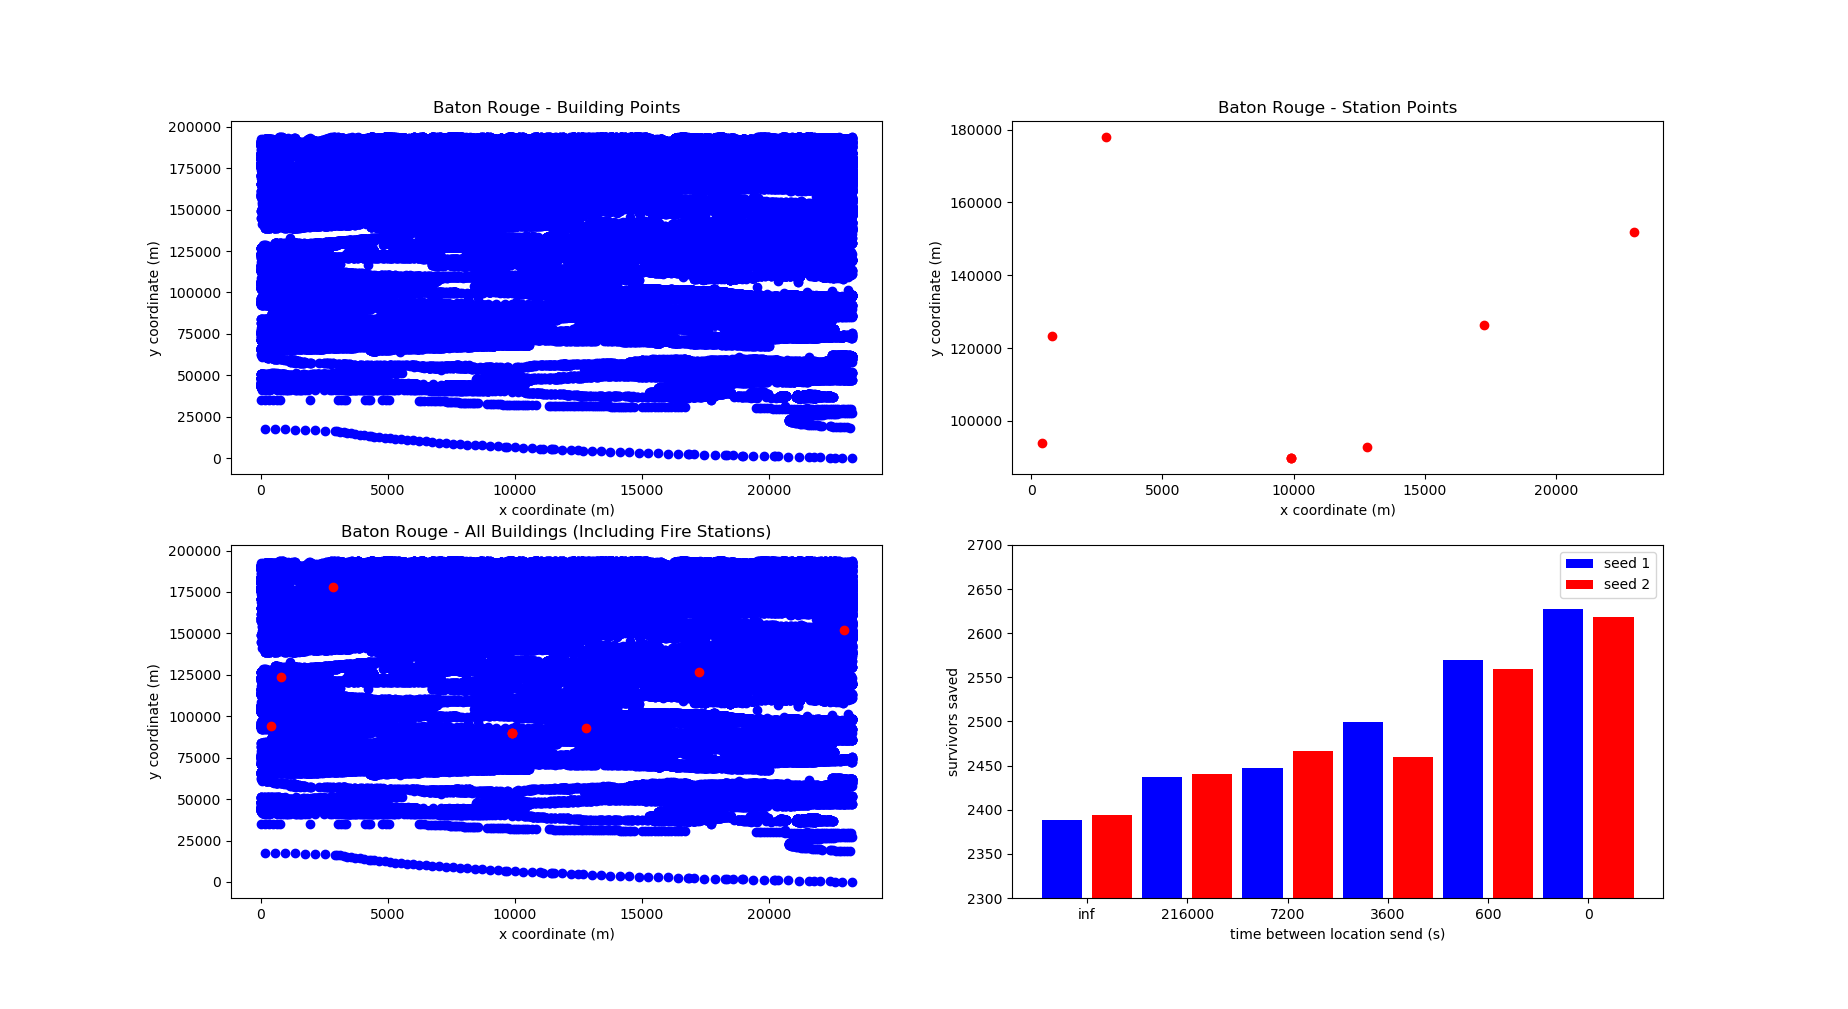 Baton Rouge - Building Points
200000
175000
150000
125000
100000
75000
50000
25000
0
y coordinate (m)
0 5000 10000 15000 20000
x coordinate (m)
Baton Rouge - Station Points
180000
160000
140000
120000
100000
y coordinate (m)
0 5000 10000 15000 20000
x coordinate (m)
Baton Rouge - All Buildings (Including Fire Stations)
200000
175000
150000
125000
100000
75000
50000
25000
0
y coordinate (m)
0 5000 10000 15000 20000
x coordinate (m)
2700
2650
2600
2550
2500
2450
2400
2350
2300
survivors saved
seed 1
seed 2
inf 216000 7200 3600 600 0
time between location send (s)